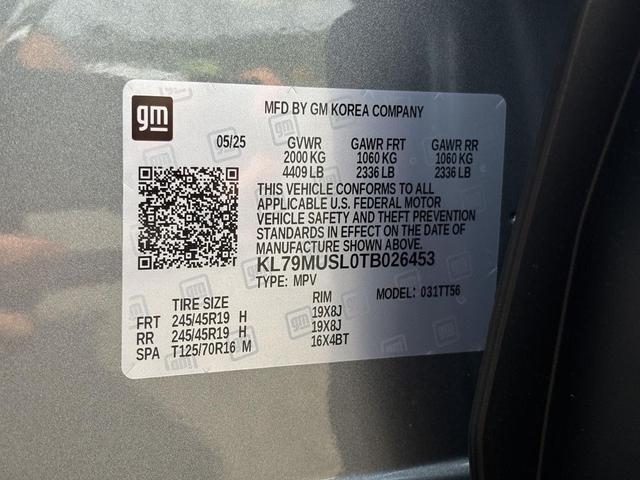 gm
MFD BY GM KOREA COMPANY
05/25 GVWR GAWR FRT GAWR RR
2000 KG 1060 KG 1060 KG
4409 LB 2336 LB 2336 LB
THIS VEHICLE CONFORMS TO ALL
APPLICABLE U.S. FEDERAL MOTOR
VEHICLE SAFETY AND THEFT PREVENTION
STANDARDS IN EFFECT ON THE DATE OF
MANUFACTURE SHOWN ABOVE.
KL79MUSL0TB026453
TYPE: MPV MODEL: 031TT56
TIRE SIZE RIM
FRT 245/45R19 H 19X8J
RR 245/45R19 H 19X8J
SPA T125/70R16 M 16X4BT